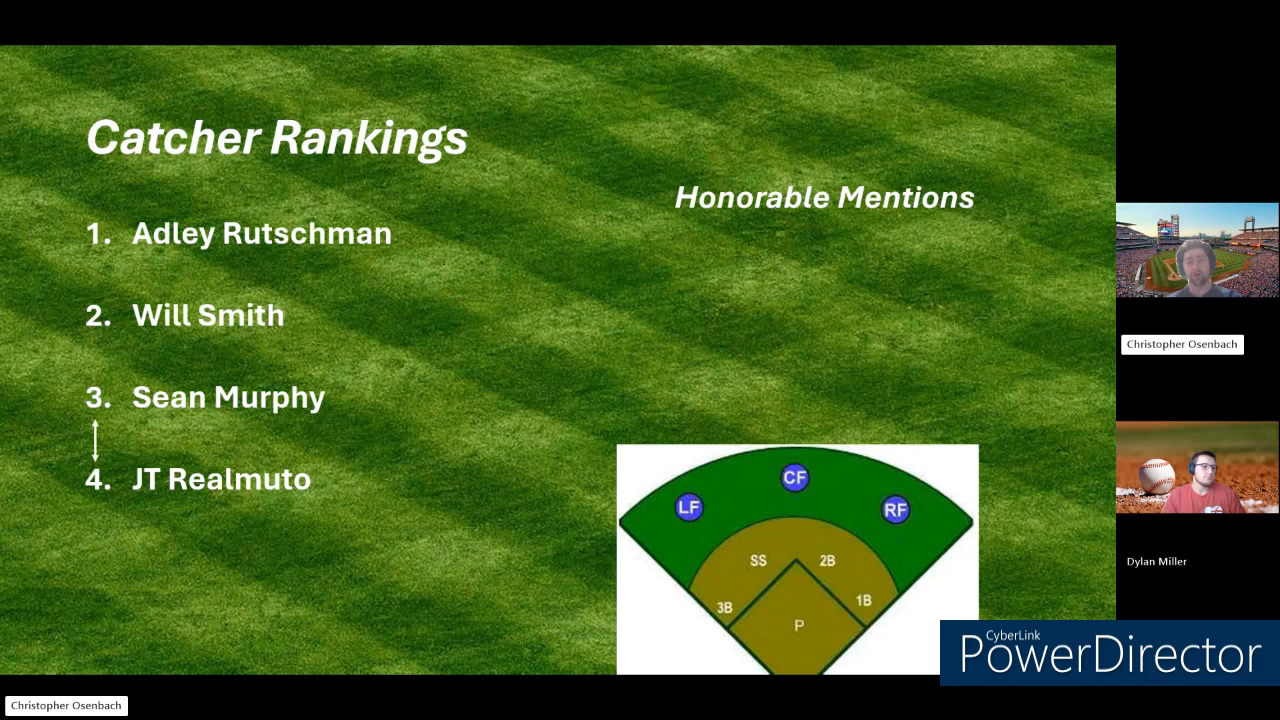 Catcher Rankings
Honorable Mentions
1. Adley Rutschman
2. Will Smith
3. Sean Murphy
4. JT Realmuto
CF
LF
RF
SS
2B
3B
1B
P
Christopher Osenbach
Dylan Miller
CyberLink
PowerDirector
Christopher Osenbach